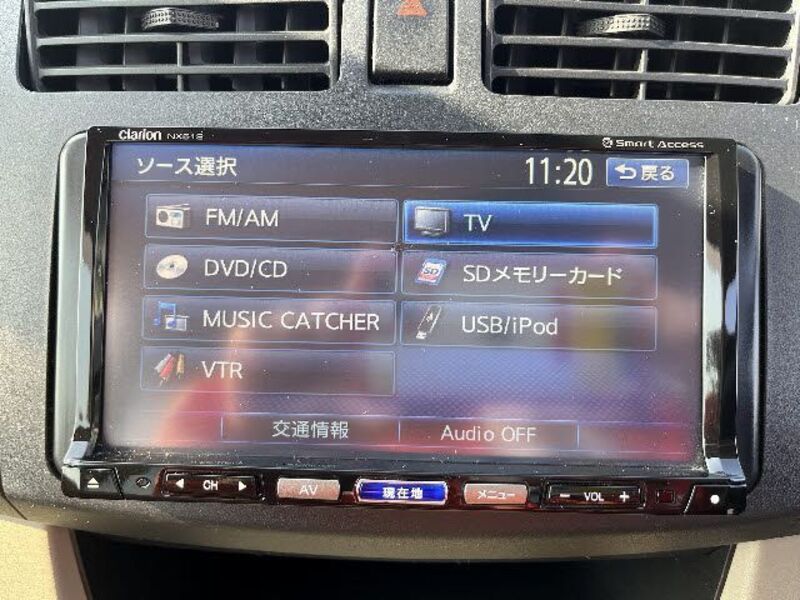 Clarion NX613
Smart Access
ソース選択
11:20
戻る
FM/AM
TV
DVD/CD
SDメモリーカード
MUSIC CATCHER
USB/iPod
VTR
交通情報
Audio OFF
CH
AV
現在地
メニュー
− VOL +